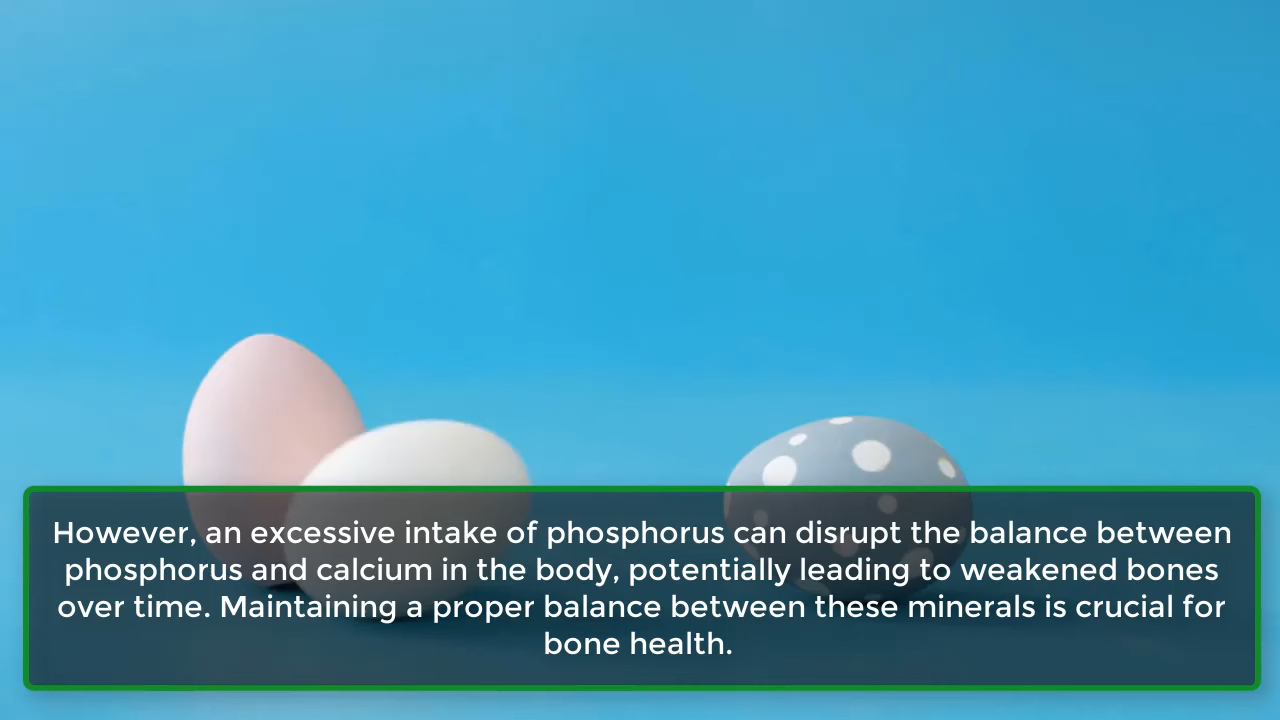 However, an excessive intake of phosphorus can disrupt the balance between
phosphorus and calcium in the body, potentially leading to weakened bones
over time. Maintaining a proper balance between these minerals is crucial for
bone health.